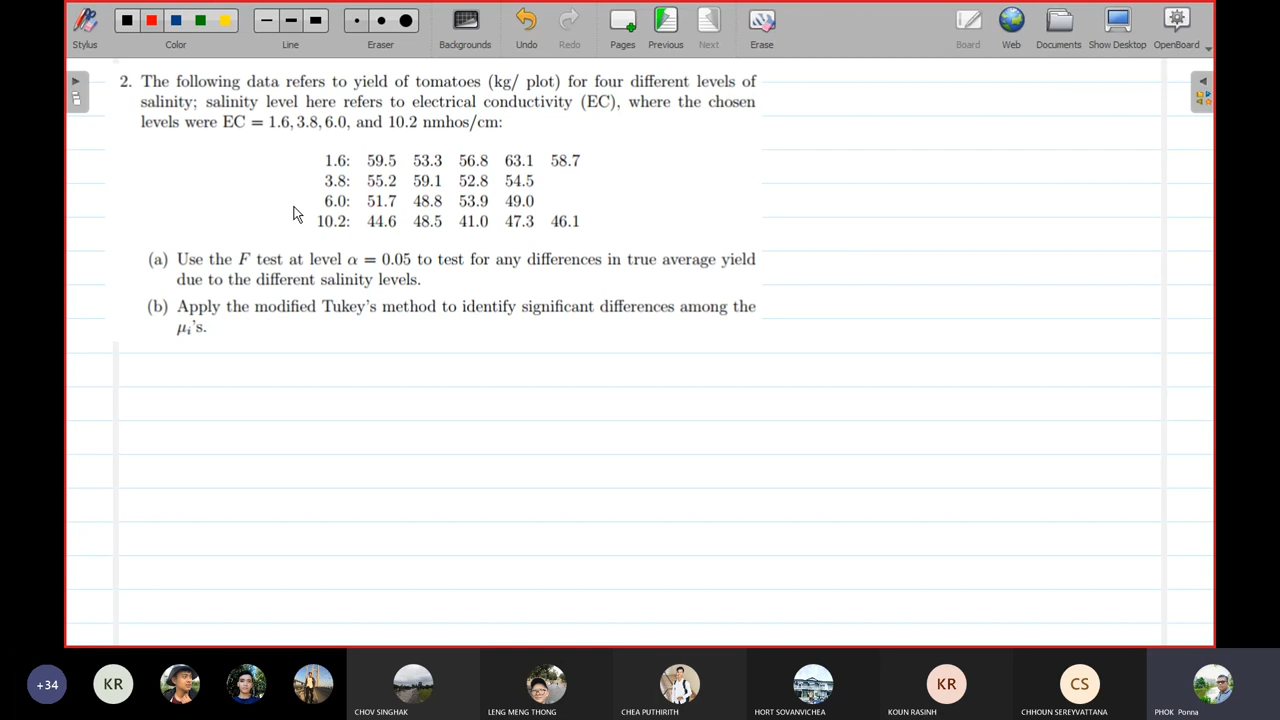 Stylus Color Line Eraser Backgrounds Undo Redo Pages Previous Next Erase Board Web Documents Show Desktop OpenBoard
2. The following data refers to yield of tomatoes (kg/ plot) for four different levels of
salinity; salinity level here refers to electrical conductivity (EC), where the chosen
levels were EC = 1.6, 3.8, 6.0, and 10.2 nmhos/cm:
1.6: 59.5 53.3 56.8 63.1 58.7
3.8: 55.2 59.1 52.8 54.5
6.0: 51.7 48.8 53.9 49.0
10.2: 44.6 48.5 41.0 47.3 46.1
(a) Use the F test at level α = 0.05 to test for any differences in true average yield
due to the different salinity levels.
(b) Apply the modified Tukey's method to identify significant differences among the
μᵢ's.
+34 KR KR CS
CHOV SINGHAK LENG MENG THONG CHEA PUTHIRITH HORT SOVANVICHEA KOUN RASINH CHHOUN SEREYVATTANA PHOK Ponna